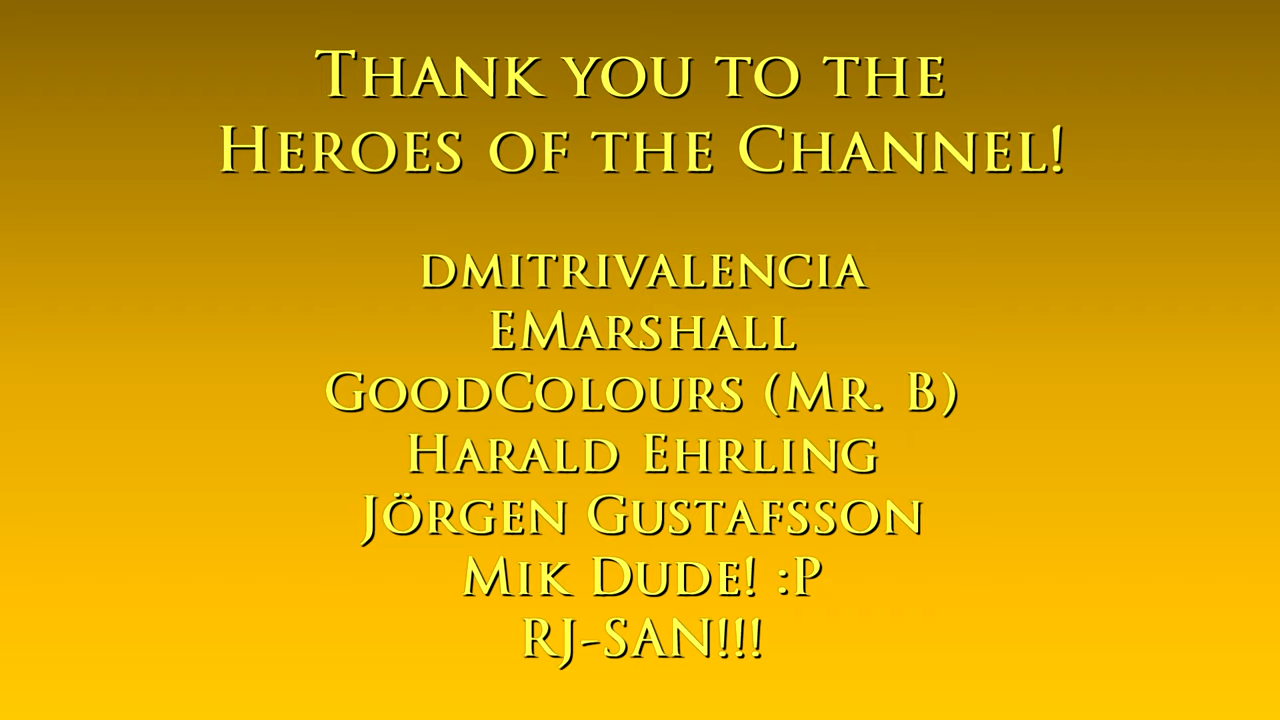 Thank you to the
Heroes of the Channel!
dmitrivalencia
EMarshall
GoodColours (Mr. B)
Harald Ehrling
Jörgen Gustafsson
Mik Dude! :P
RJ-SAN!!!